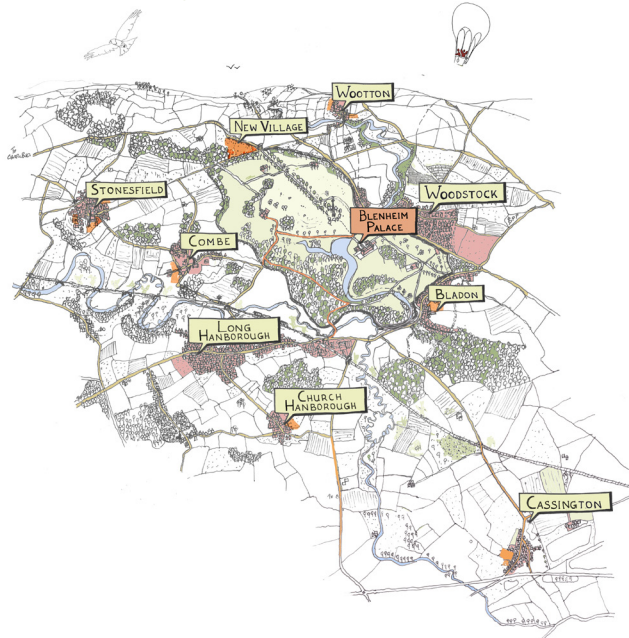 WOOTTON
NEW VILLAGE
STONESFIELD
WOODSTOCK
BLENHEIM
PALACE
COMBE
BLADON
LONG
HANBOROUGH
CHURCH
HANBOROUGH
CASSINGTON